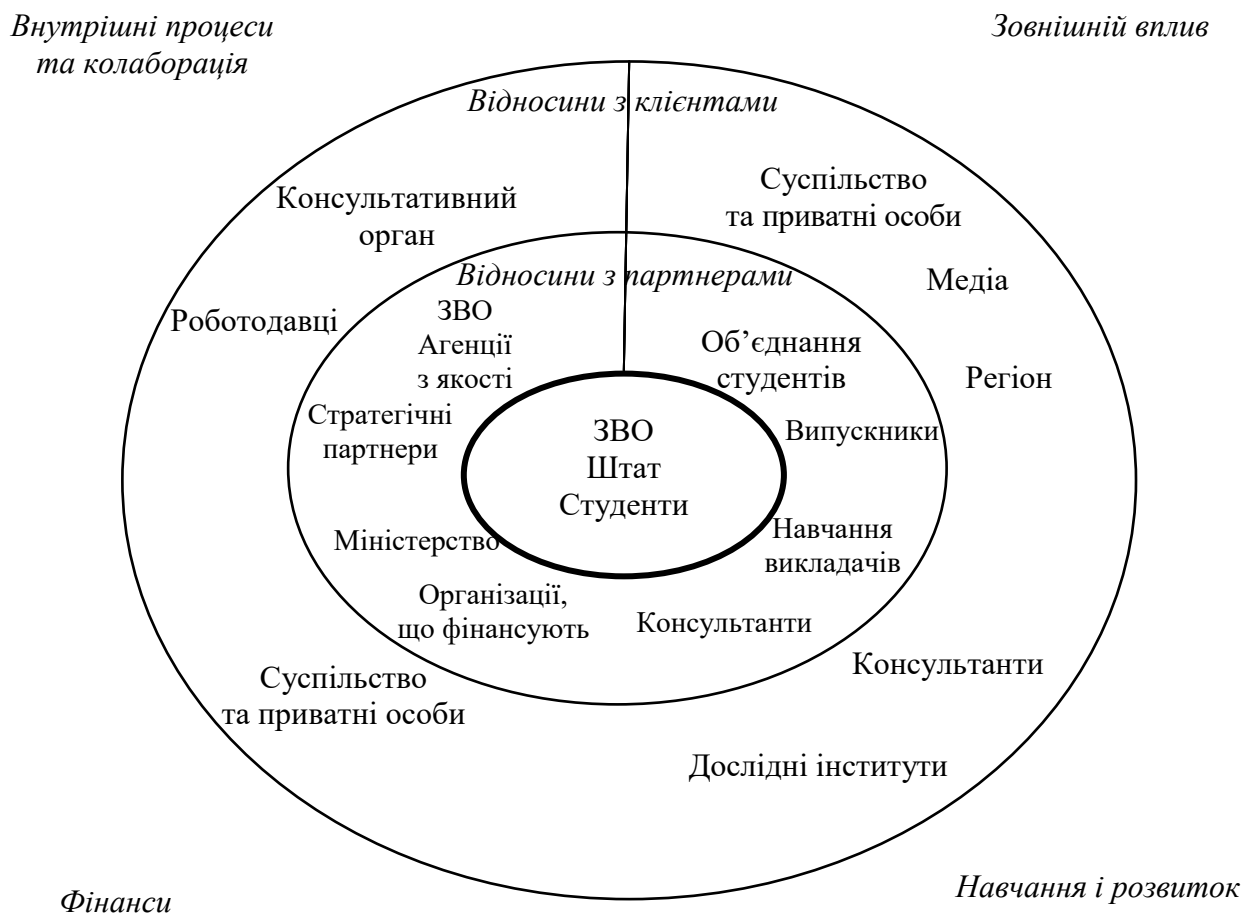 Внутрішні процеси
та колаборація
Зовнішній вплив
Відносини з клієнтами
Консультативний
орган
Суспільство
та приватні особи
Відносини з партнерами
Медіа
Роботодавці
ЗВО
Агенції
з якості
Об’єднання
студентів
Регіон
Стратегічні
партнери
ЗВО
Штат
Студенти
Випускники
Міністерство
Навчання
викладачів
Організації,
що фінансують
Консультанти
Суспільство
та приватні особи
Консультанти
Дослідні інститути
Фінанси
Навчання і розвиток